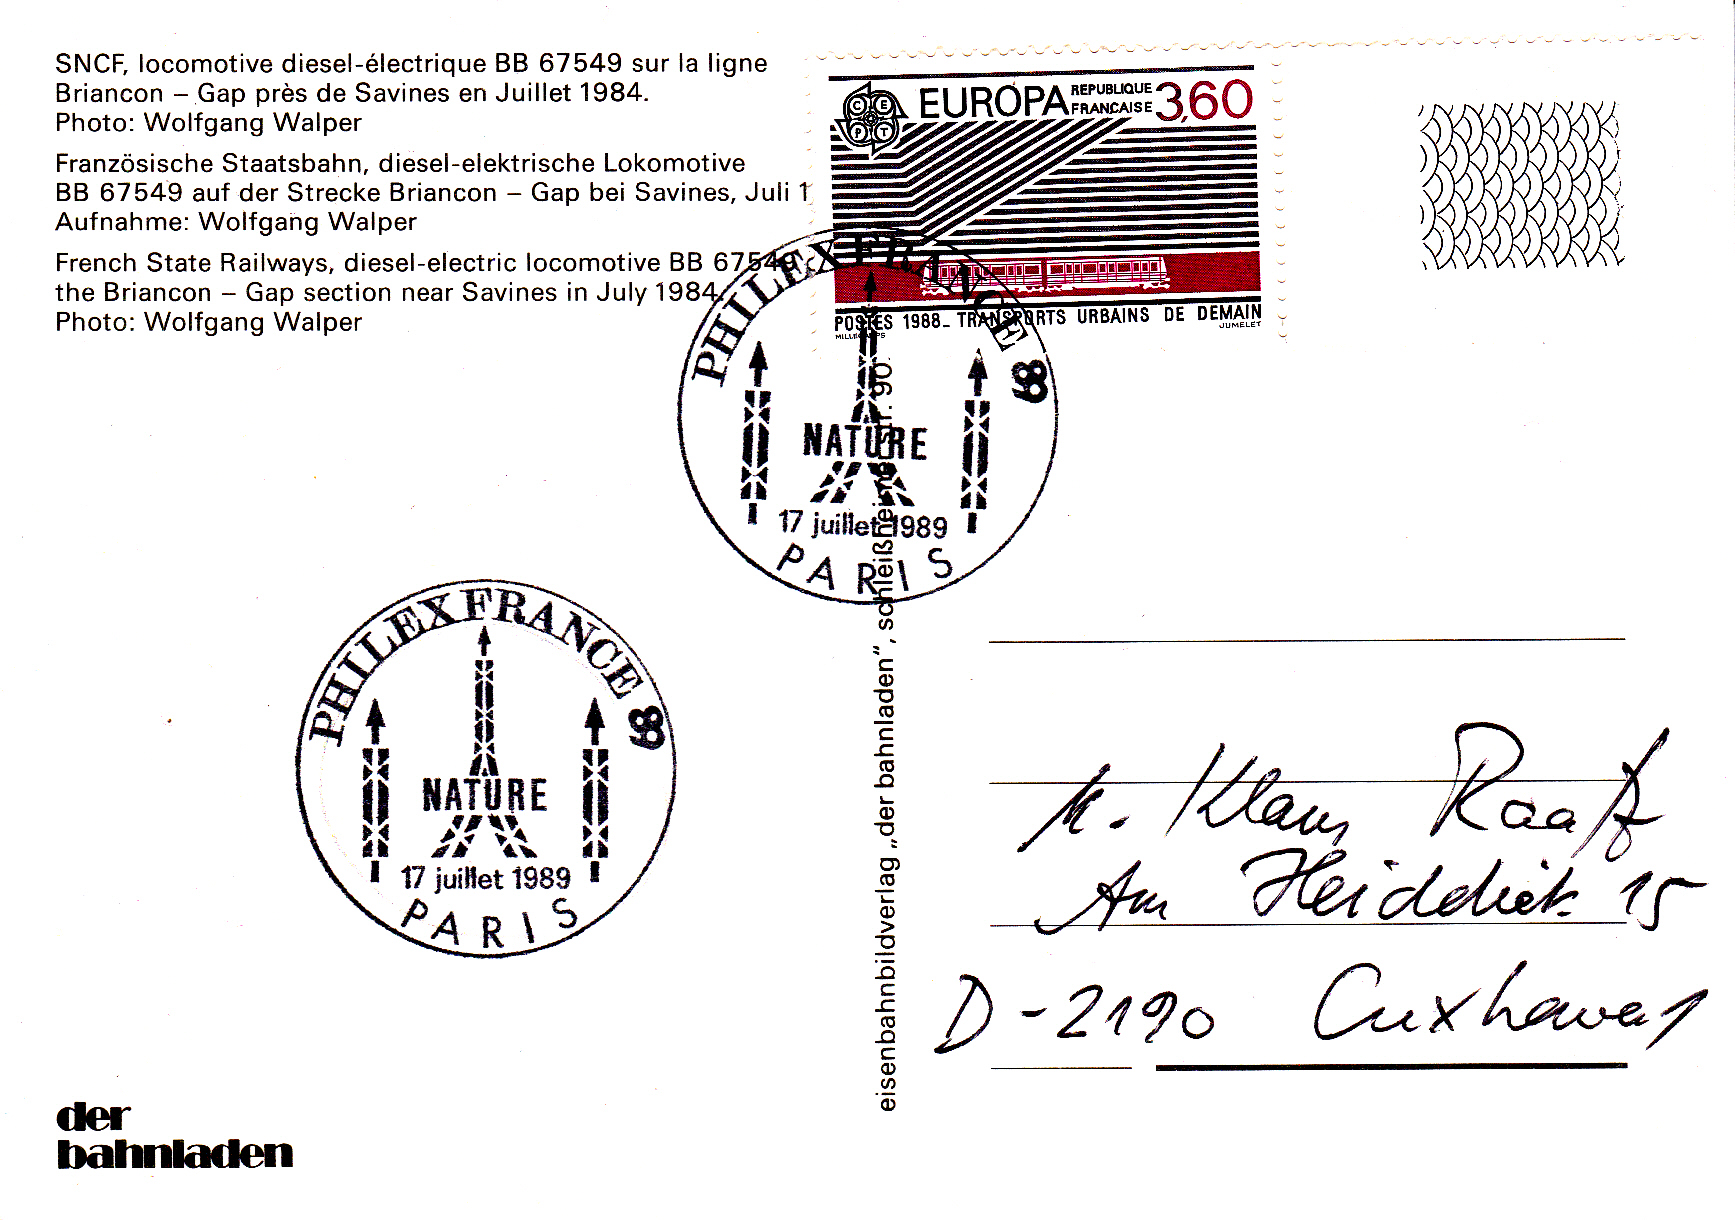 SNCF, locomotive diesel-électrique BB 67549 sur la ligne
Briancon – Gap près de Savines en Juillet 1984.
Photo: Wolfgang Walper
Französische Staatsbahn, diesel-elektrische Lokomotive
BB 67549 auf der Strecke Briancon – Gap bei Savines, Juli 1
Aufnahme: Wolfgang Walper
French State Railways, diesel-electric locomotive BB 67549
the Briancon – Gap section near Savines in July 1984.
Photo: Wolfgang Walper
CEPT
EUROPA REPUBLIQUE FRANCAISE 3,60
POSTES 1988 – TRANSPORTS URBAINS DE DEMAIN
JUMELET
PHILEXFRANCE 89
NATURE
17 juillet 1989
PARIS
PHILEXFRANCE 89
NATURE
17 juillet 1989
PARIS
eisenbahnbildverlag „der bahnladen“, schleißheimer str. 90
M. Klaus Raaf
Am Heiddiek 15
D-2190 Cuxhaven
der
bahnladen